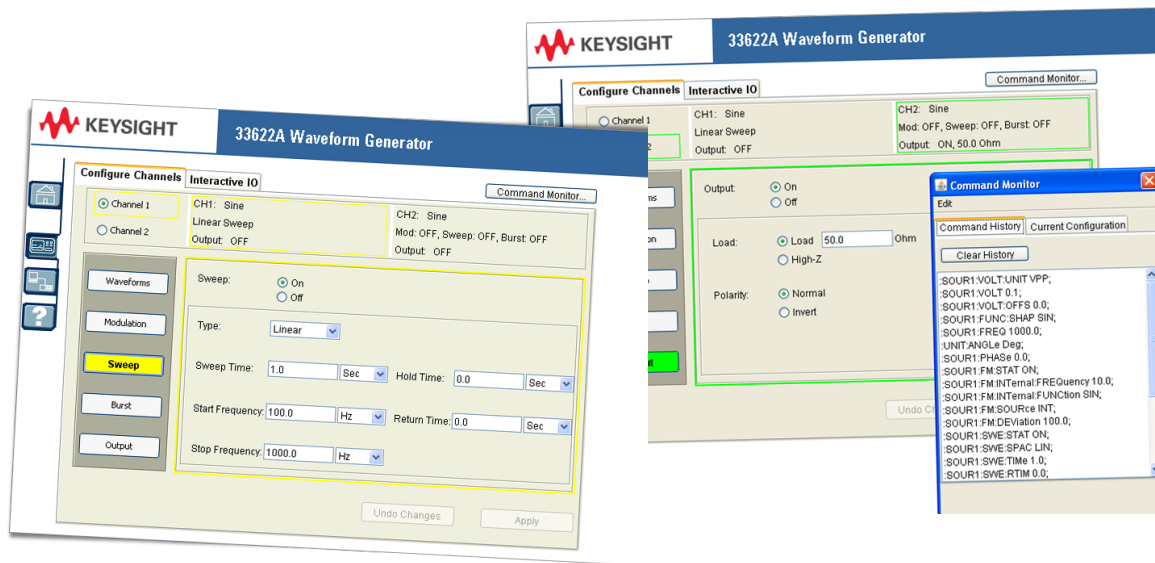 KEYSIGHT
33622A Waveform Generator
Configure Channels
Interactive IO
Command Monitor...
Channel 1
Channel 2
CH1: Sine
Linear Sweep
Output: OFF
CH2: Sine
Mod: OFF, Sweep: OFF, Burst: OFF
Output: OFF
Waveforms
Modulation
Sweep
Burst
Output
Sweep:
On
Off
Type:
Linear
Sweep Time:
1.0
Sec
Hold Time:
0.0
Sec
Start Frequency:
100.0
Hz
Return Time:
0.0
Sec
Stop Frequency:
1000.0
Hz
Undo Changes
Apply
?
KEYSIGHT
33622A Waveform Generator
Configure Channels
Interactive IO
Command Monitor...
Channel 1
2
CH1: Sine
Linear Sweep
Output: OFF
CH2: Sine
Mod: OFF, Sweep: OFF, Burst: OFF
Output: ON, 50.0 Ohm
ms
on
Output:
On
Off
Load:
Load
50.0
Ohm
High-Z
Polarity:
Normal
Invert
Undo Ch
Command Monitor
Edit
Command History
Current Configuration
Clear History
:SOUR1:VOLT:UNIT VPP;
:SOUR1:VOLT 0.1;
:SOUR1:VOLT:OFFS 0.0;
:SOUR1:FUNC:SHAP SIN;
:SOUR1:FREQ 1000.0;
:UNIT:ANGLe Deg;
:SOUR1:PHASe 0.0;
:SOUR1:FM:STAT ON;
:SOUR1:FM:INTernal:FREQuency 10.0;
:SOUR1:FM:INTernal:FUNCtion SIN;
:SOUR1:FM:SOURce INT;
:SOUR1:FM:DEViation 100.0;
:SOUR1:SWE:STAT ON;
:SOUR1:SWE:SPAC LIN;
:SOUR1:SWE:TIMe 1.0;
:SOUR1:SWE:RTIM 0.0;